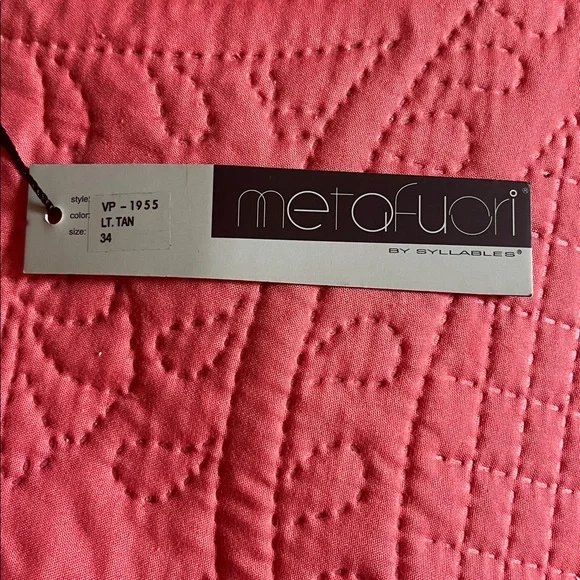 style: VP - 1955
color: LT. TAN
size: 34
metafuori®
BY SYLLABLES®